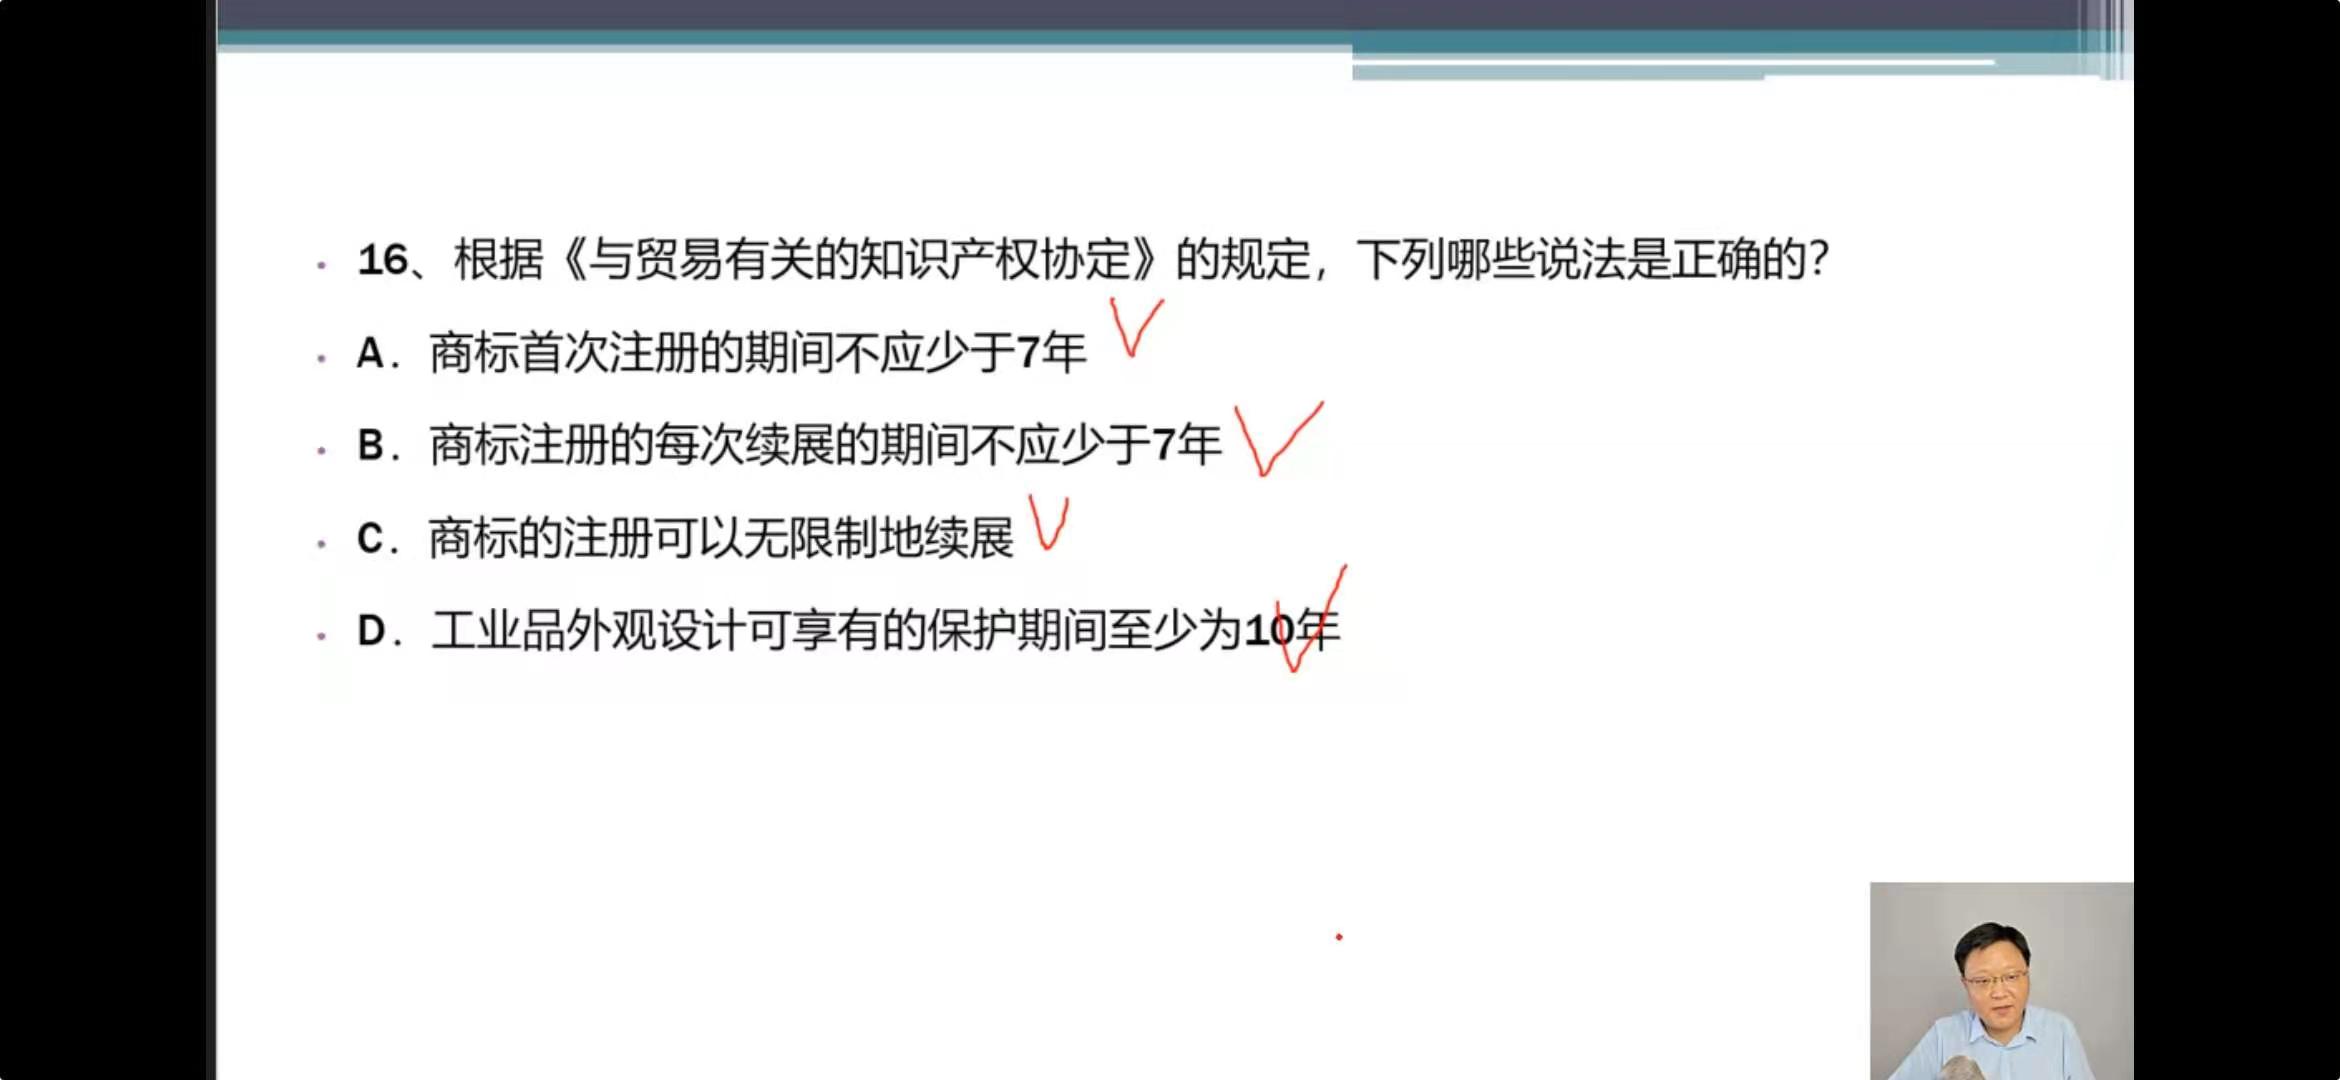 16、根据《与贸易有关的知识产权协定》的规定，下列哪些说法是正确的？
A．商标首次注册的期间不应少于7年
B．商标注册的每次续展的期间不应少于7年
C．商标的注册可以无限制地续展
D．工业品外观设计可享有的保护期间至少为10年